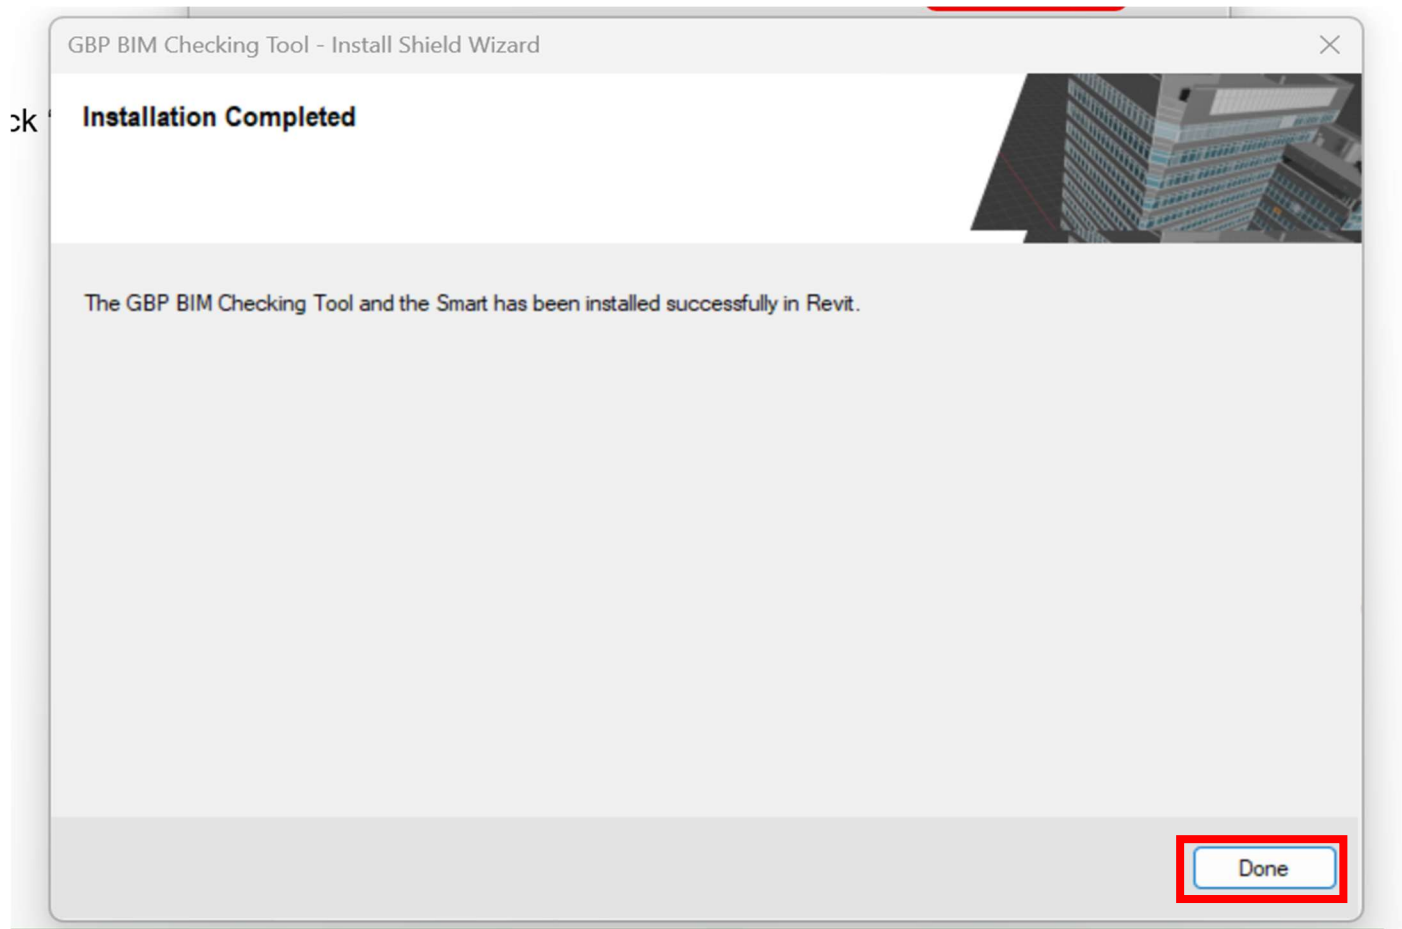 GBP BIM Checking Tool - Install Shield Wizard
ck "
Installation Completed
The GBP BIM Checking Tool and the Smart has been installed successfully in Revit.
Done